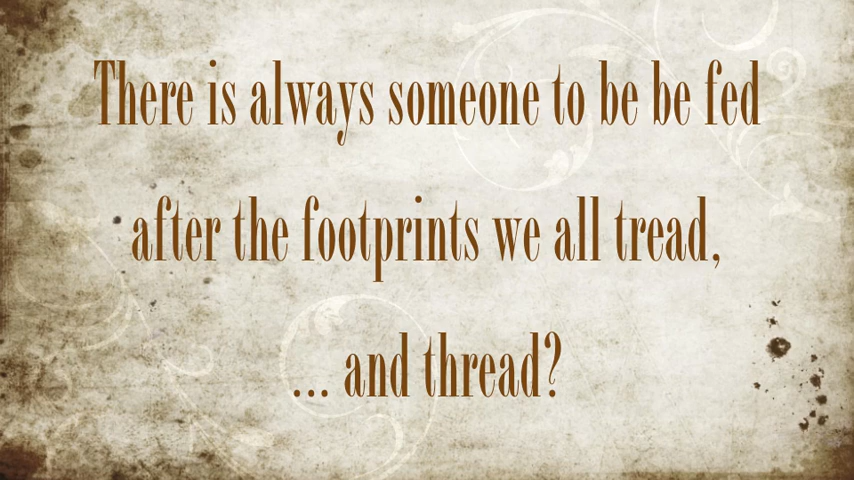 There is always someone to be be fed
after the footprints we all tread,
... and thread?